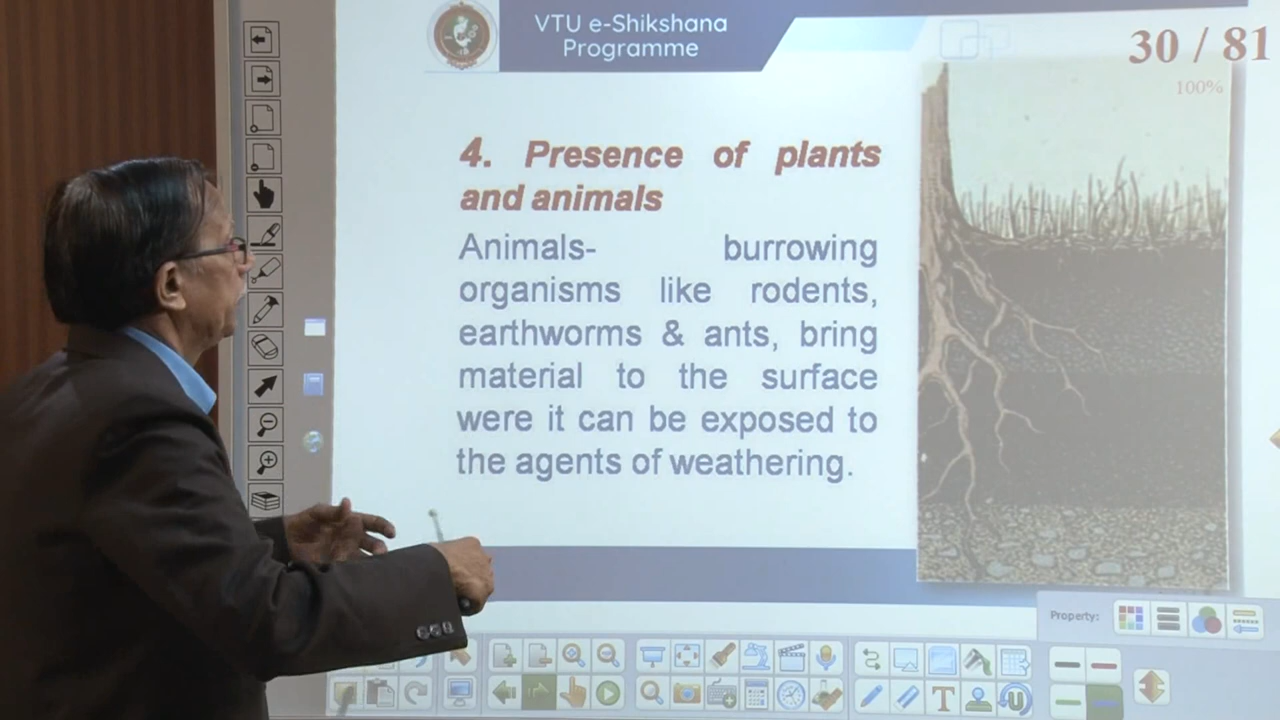 VTU e-Shikshana
Programme
30 / 81
100%
4. Presence of plants
and animals
Animals- burrowing
organisms like rodents,
earthworms & ants, bring
material to the surface
were it can be exposed to
the agents of weathering.
Property: